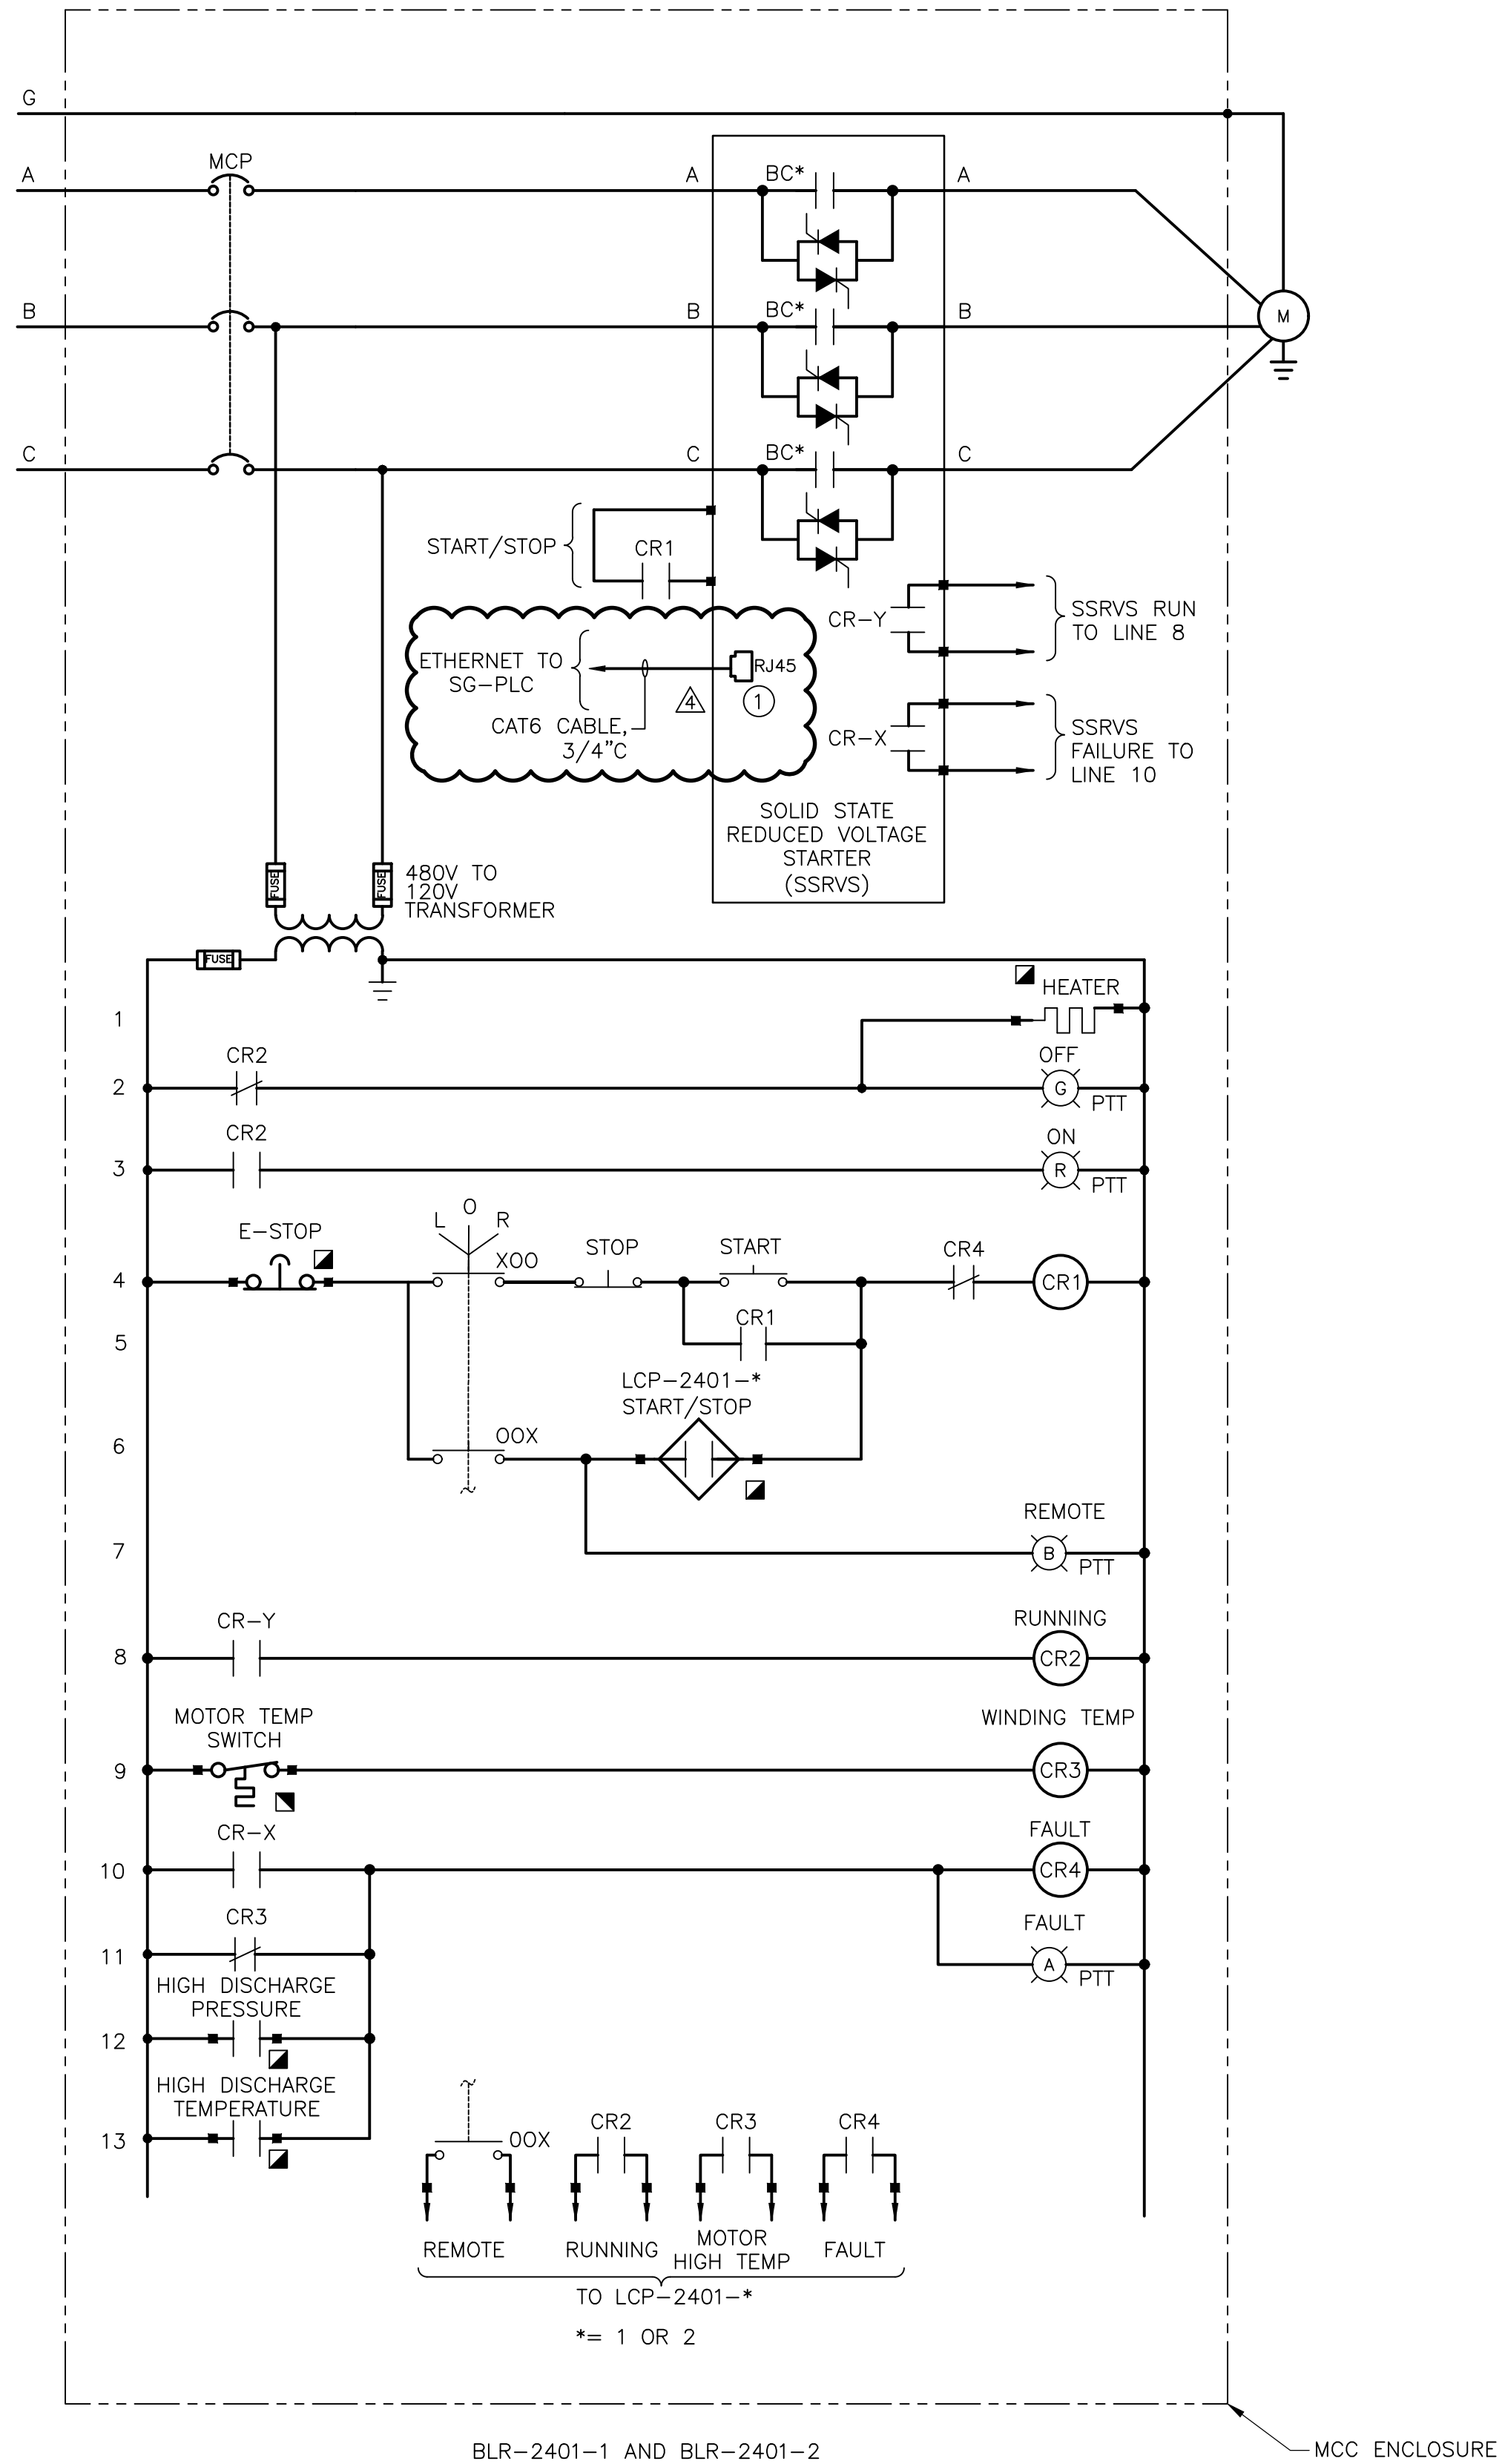 G
MCP
A
A
BC*
A
B
B
BC*
B
M
C
C
BC*
C
START/STOP
CR1
CR-Y
SSRVS RUN
TO LINE 8
ETHERNET TO
SG-PLC
RJ45
4
1
CAT6 CABLE,
3/4"C
CR-X
SSRVS
FAILURE TO
LINE 10
SOLID STATE
REDUCED VOLTAGE
STARTER
(SSRVS)
FUSE
FUSE
480V TO
120V
TRANSFORMER
FUSE
1
HEATER
CR2
OFF
2
G
PTT
CR2
ON
3
R
PTT
E-STOP
L
O
R
XOO
STOP
START
CR4
4
CR1
5
CR1
LCP-2401-*
START/STOP
6
OOX
REMOTE
7
B
PTT
CR-Y
RUNNING
8
CR2
MOTOR TEMP
SWITCH
WINDING TEMP
9
CR3
CR-X
FAULT
10
CR4
CR3
FAULT
11
A
PTT
HIGH DISCHARGE
PRESSURE
12
HIGH DISCHARGE
TEMPERATURE
13
OOX
CR2
CR3
CR4
REMOTE
RUNNING
MOTOR
HIGH TEMP
FAULT
TO LCP-2401-*
*= 1 OR 2
BLR-2401-1 AND BLR-2401-2
MCC ENCLOSURE